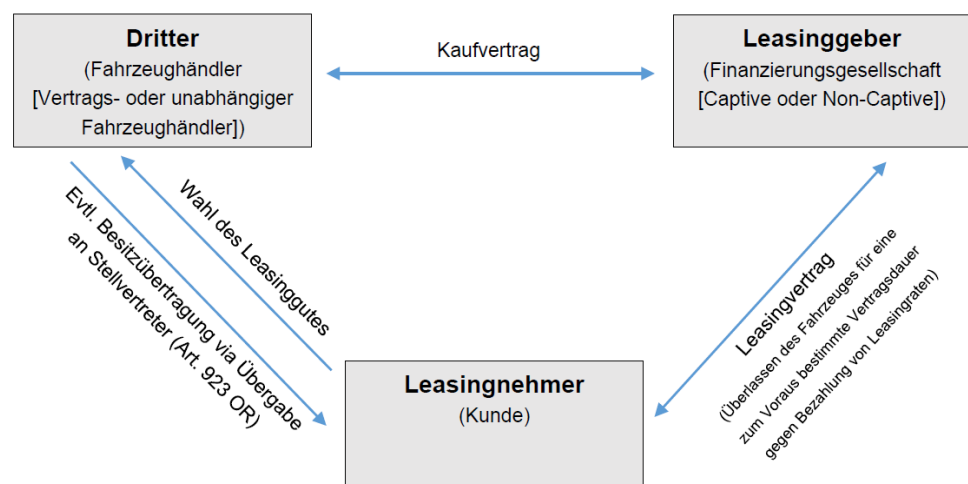 Dritter
(Fahrzeughändler
[Vertrags- oder unabhängiger
Fahrzeughändler])
Kaufvertrag
Leasinggeber
(Finanzierungsgesellschaft
[Captive oder Non-Captive])
Wahl des Leasinggutes
Evtl. Besitzübertragung via Übergabe
an Stellvertreter (Art. 923 OR)
Leasingvertrag
(Überlassen des Fahrzeuges für eine
zum Voraus bestimmte Vertragsdauer
gegen Bezahlung von Leasingraten)
Leasingnehmer
(Kunde)